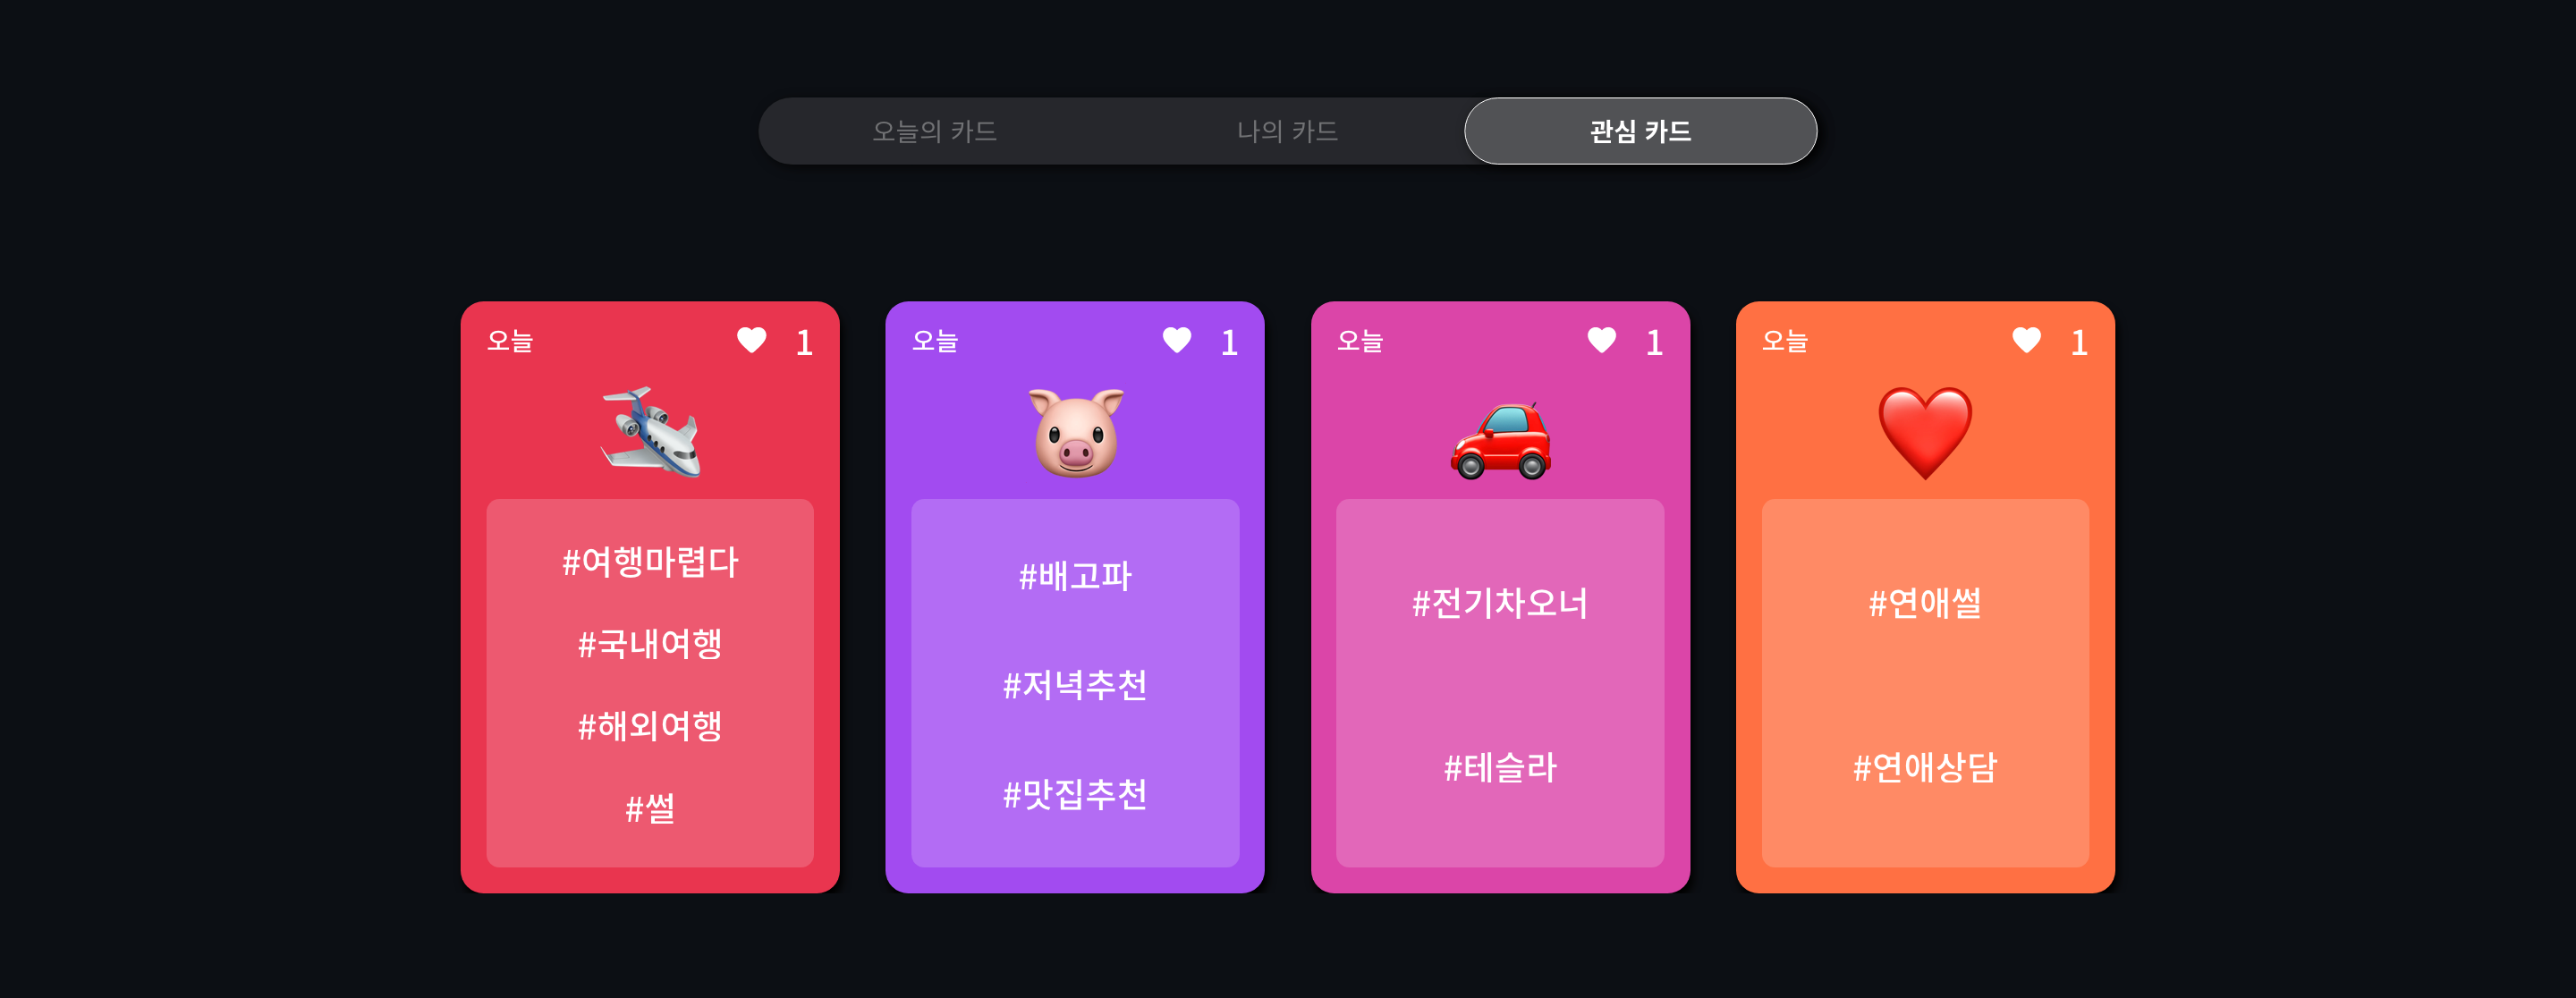 오늘의 카드
나의 카드
관심 카드
오늘 1
#여행마렵다
#국내여행
#해외여행
#썰
오늘 1
#배고파
#저녁추천
#맛집추천
오늘 1
#전기차오너
#테슬라
오늘 1
#연애썰
#연애상담